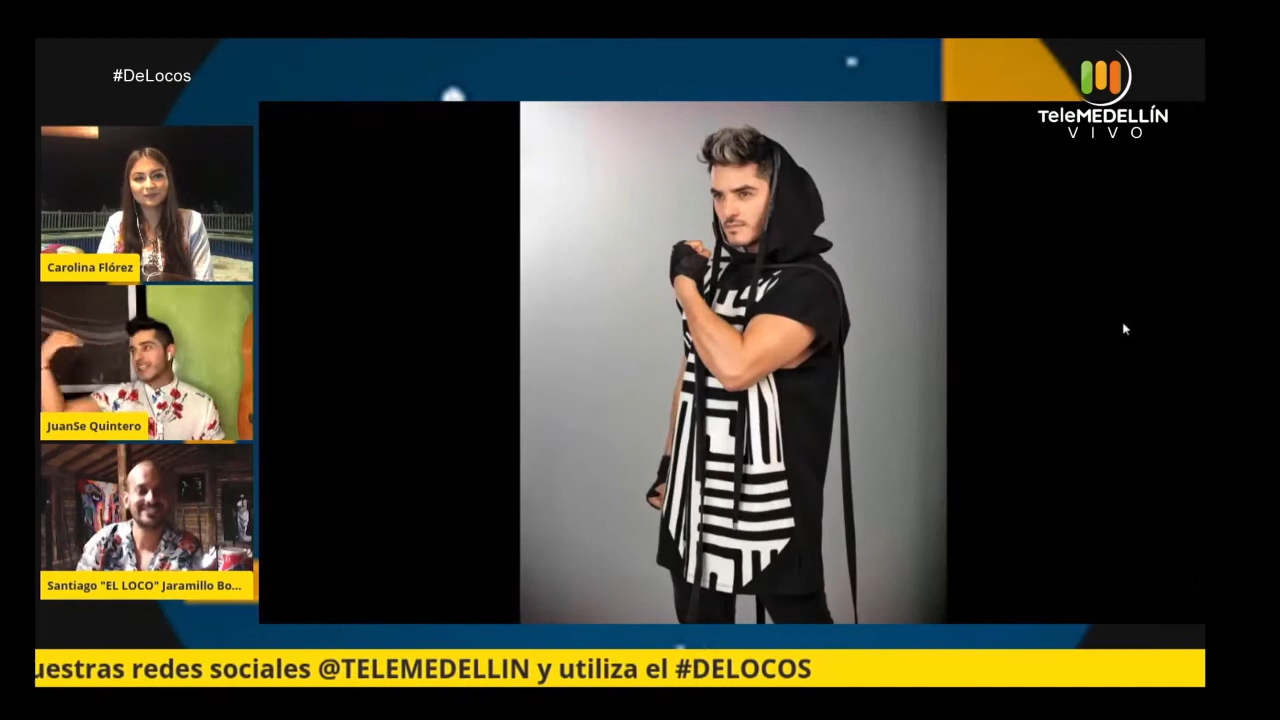 #DeLocos
TeleMEDELLÍN
VIVO
Carolina Flórez
JuanSe Quintero
Santiago "EL LOCO" Jaramillo Bo...
uestras redes sociales @TELEMEDELLIN y utiliza el #DELOCOS